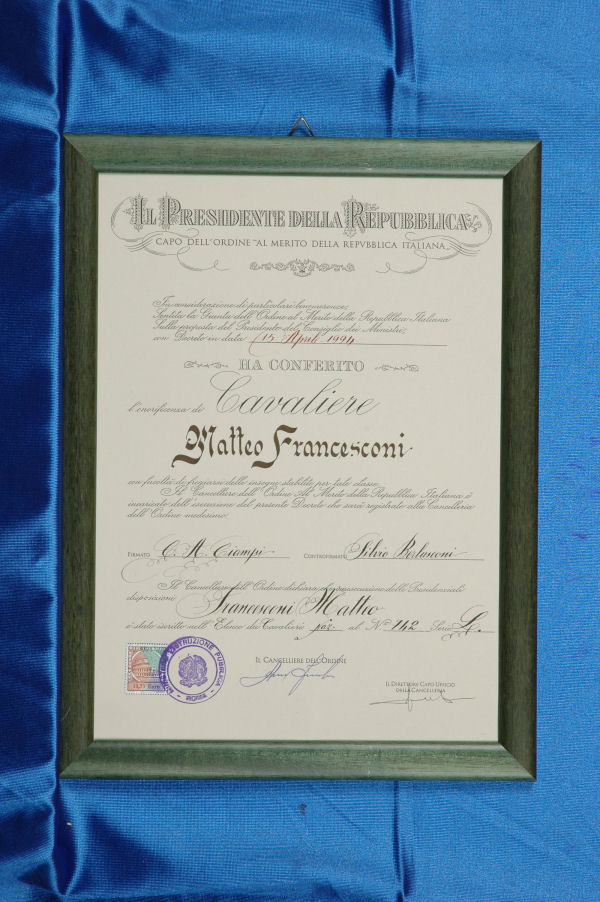 IL PRESIDENTE DELLA REPUBBLICA
CAPO DELL'ORDINE "AL MERITO DELLA REPVBBLICA ITALIANA
In considerazione di particolari benemerenze;
Sentita la Giunta dell'Ordine al Merito della Repubblica Italiana
Sulla proposta del Presidente del Consiglio dei Ministri;
con Decreto in data 15 Aprile 1994
HA CONFERITO
l'onorificenza di Cavaliere
Matteo Francesconi
con facoltà di fregiarsi delle insegne stabilite per tale classe.
Il Cancelliere dell'Ordine Al Merito della Repubblica Italiana è
incaricato dell'esecuzione del presente Decreto che sarà registrato alla Cancelleria
dell'Ordine medesimo.
FIRMATO C. A. Ciampi CONTROFIRMATO Silvio Berlusconi
Il Cancelliere dell'Ordine dichiara che in esecuzione delle Presidenziali
disposizioni Francesconi Matteo
è stato iscritto nell'Elenco dei Cavalieri
a pag. 
al N° 142 Serie
IL CANCELLIERE DELL'ORDINE
IL DIRETTORE CAPO UFFICIO
DELLA CANCELLERIA
ISTRUZIONE PUBBLICA
ROMA
Euro